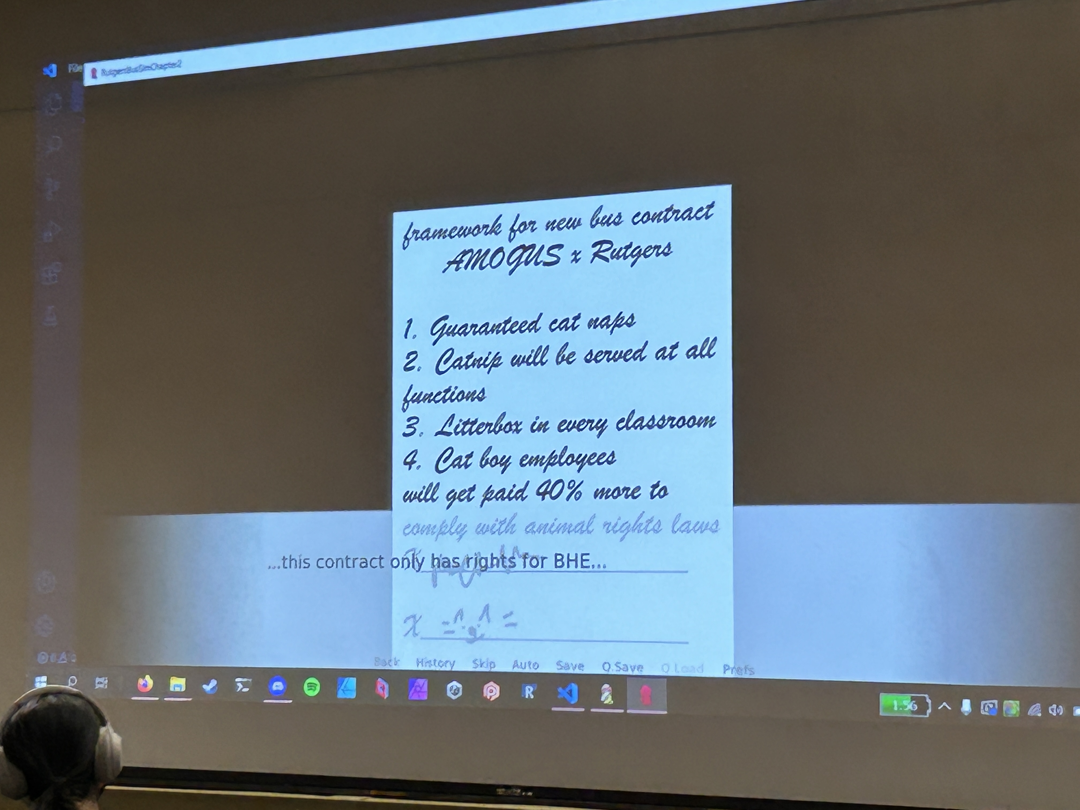 File
RutgersBusSimChapter2
framework for new bus contract
AMOGUS x Rutgers
1. Guaranteed cat naps
2. Catnip will be served at all
functions
3. Litterbox in every classroom
4. Cat boy employees
will get paid 40% more to
comply with animal rights laws
...this contract only has rights for BHE...
X
X
Back History Skip Auto Save Q.Save Q.Load Prefs
1:56